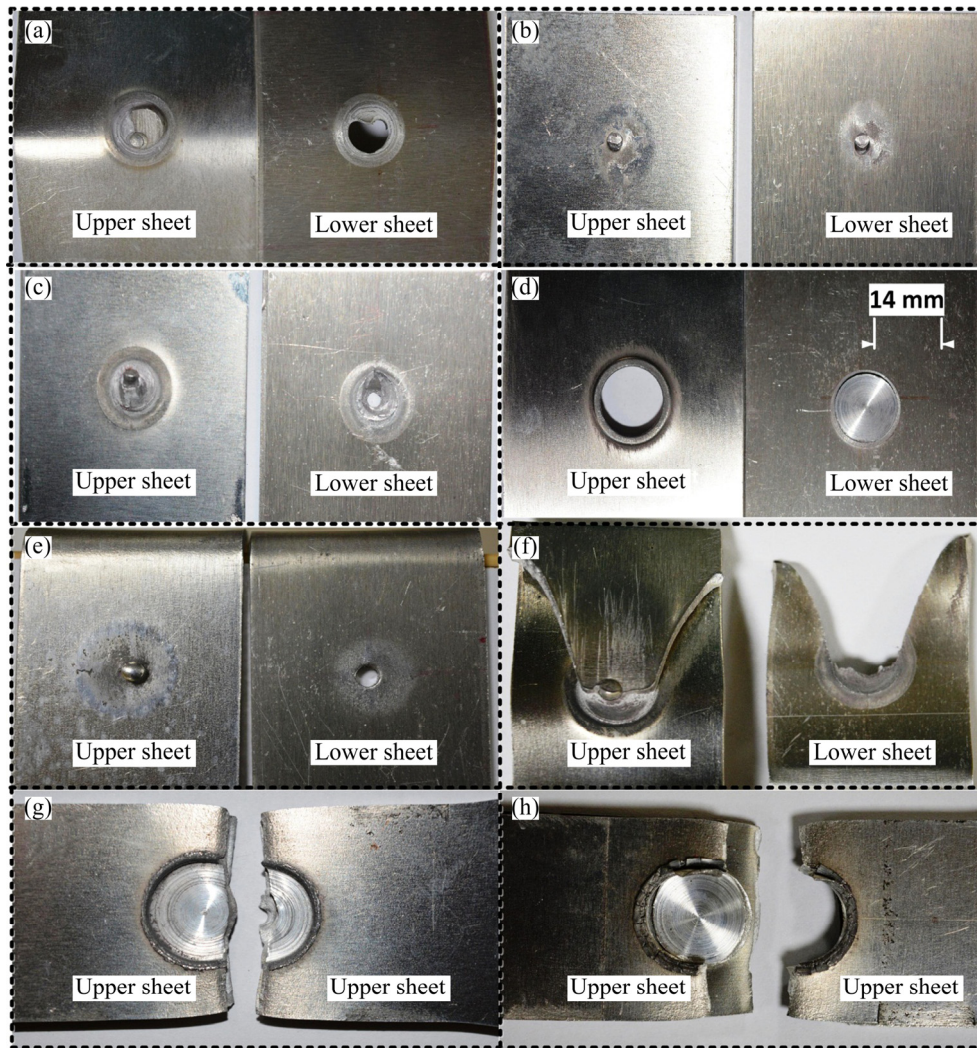 (a)
Upper sheet
Lower sheet
(b)
Upper sheet
Lower sheet
(c)
Upper sheet
Lower sheet
(d)
14 mm
Upper sheet
Lower sheet
(e)
Upper sheet
Lower sheet
(f)
Upper sheet
Lower sheet
(g)
Upper sheet
Upper sheet
(h)
Upper sheet
Upper sheet